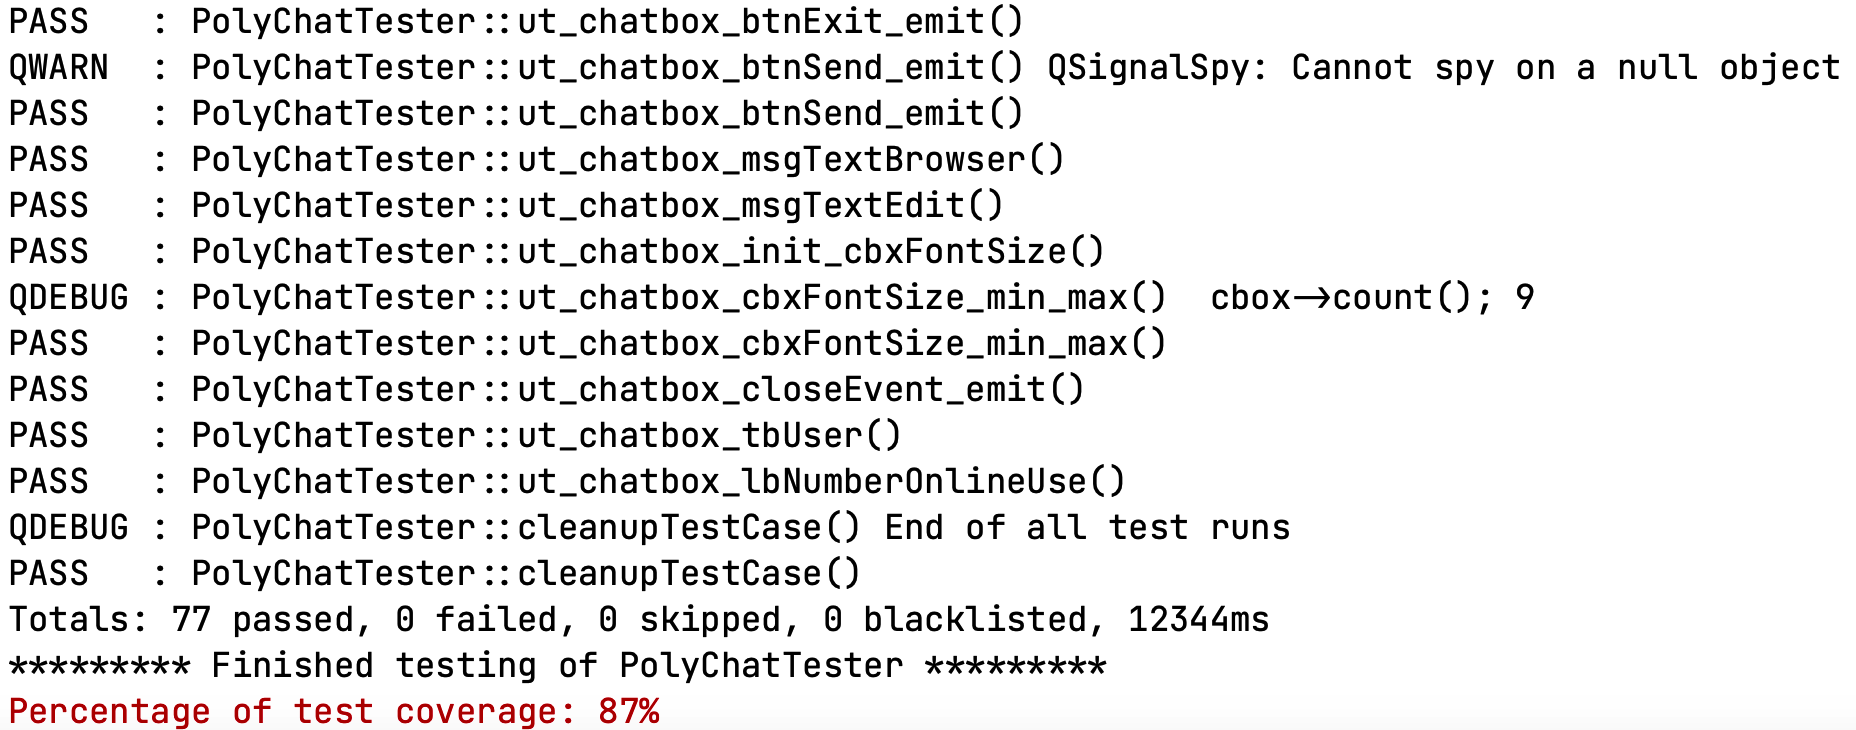 PASS   : PolyChatTester::ut_chatbox_btnExit_emit()
QWARN  : PolyChatTester::ut_chatbox_btnSend_emit() QSignalSpy: Cannot spy on a null object
PASS   : PolyChatTester::ut_chatbox_btnSend_emit()
PASS   : PolyChatTester::ut_chatbox_msgTextBrowser()
PASS   : PolyChatTester::ut_chatbox_msgTextEdit()
PASS   : PolyChatTester::ut_chatbox_init_cbxFontSize()
QDEBUG : PolyChatTester::ut_chatbox_cbxFontSize_min_max()  cbox->count(); 9
PASS   : PolyChatTester::ut_chatbox_cbxFontSize_min_max()
PASS   : PolyChatTester::ut_chatbox_closeEvent_emit()
PASS   : PolyChatTester::ut_chatbox_tbUser()
PASS   : PolyChatTester::ut_chatbox_lbNumberOnlineUse()
QDEBUG : PolyChatTester::cleanupTestCase() End of all test runs
PASS   : PolyChatTester::cleanupTestCase()
Totals: 77 passed, 0 failed, 0 skipped, 0 blacklisted, 12344ms
********* Finished testing of PolyChatTester *********
Percentage of test coverage: 87%